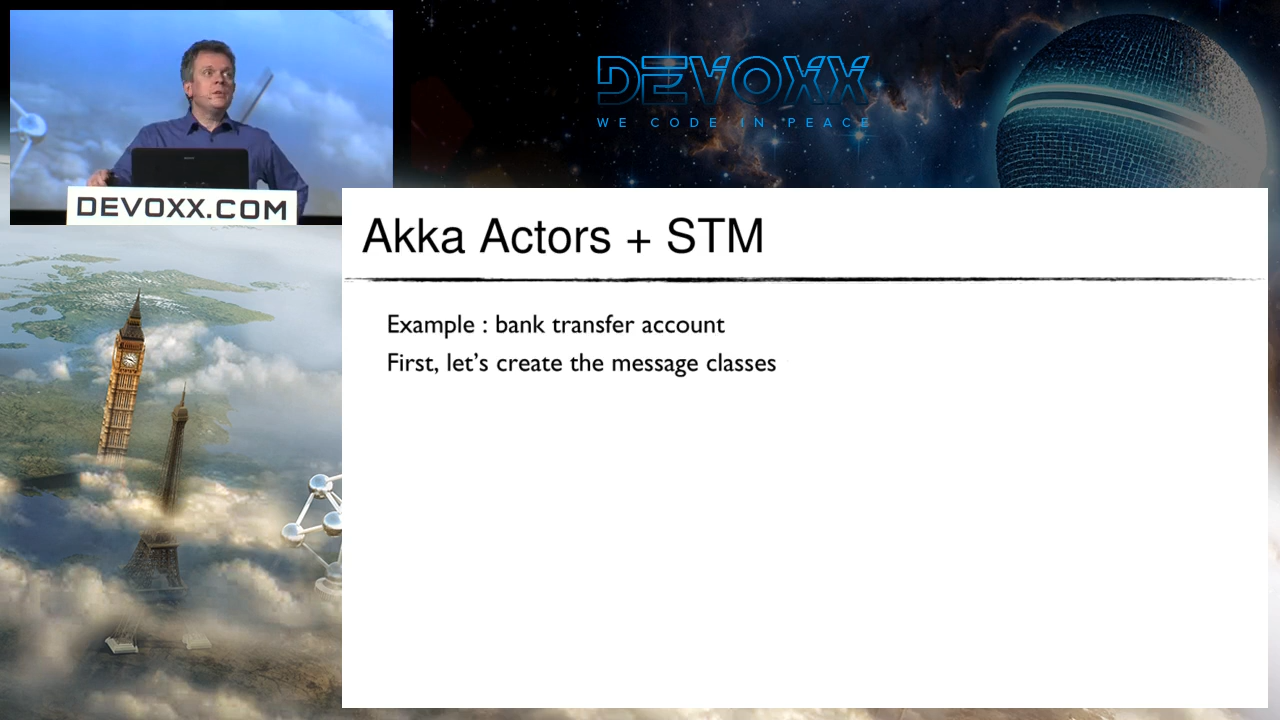 DEVOXX
WE CODE IN PEACE
DEVOXX.COM
Akka Actors + STM
Example : bank transfer account
First, let's create the message classes